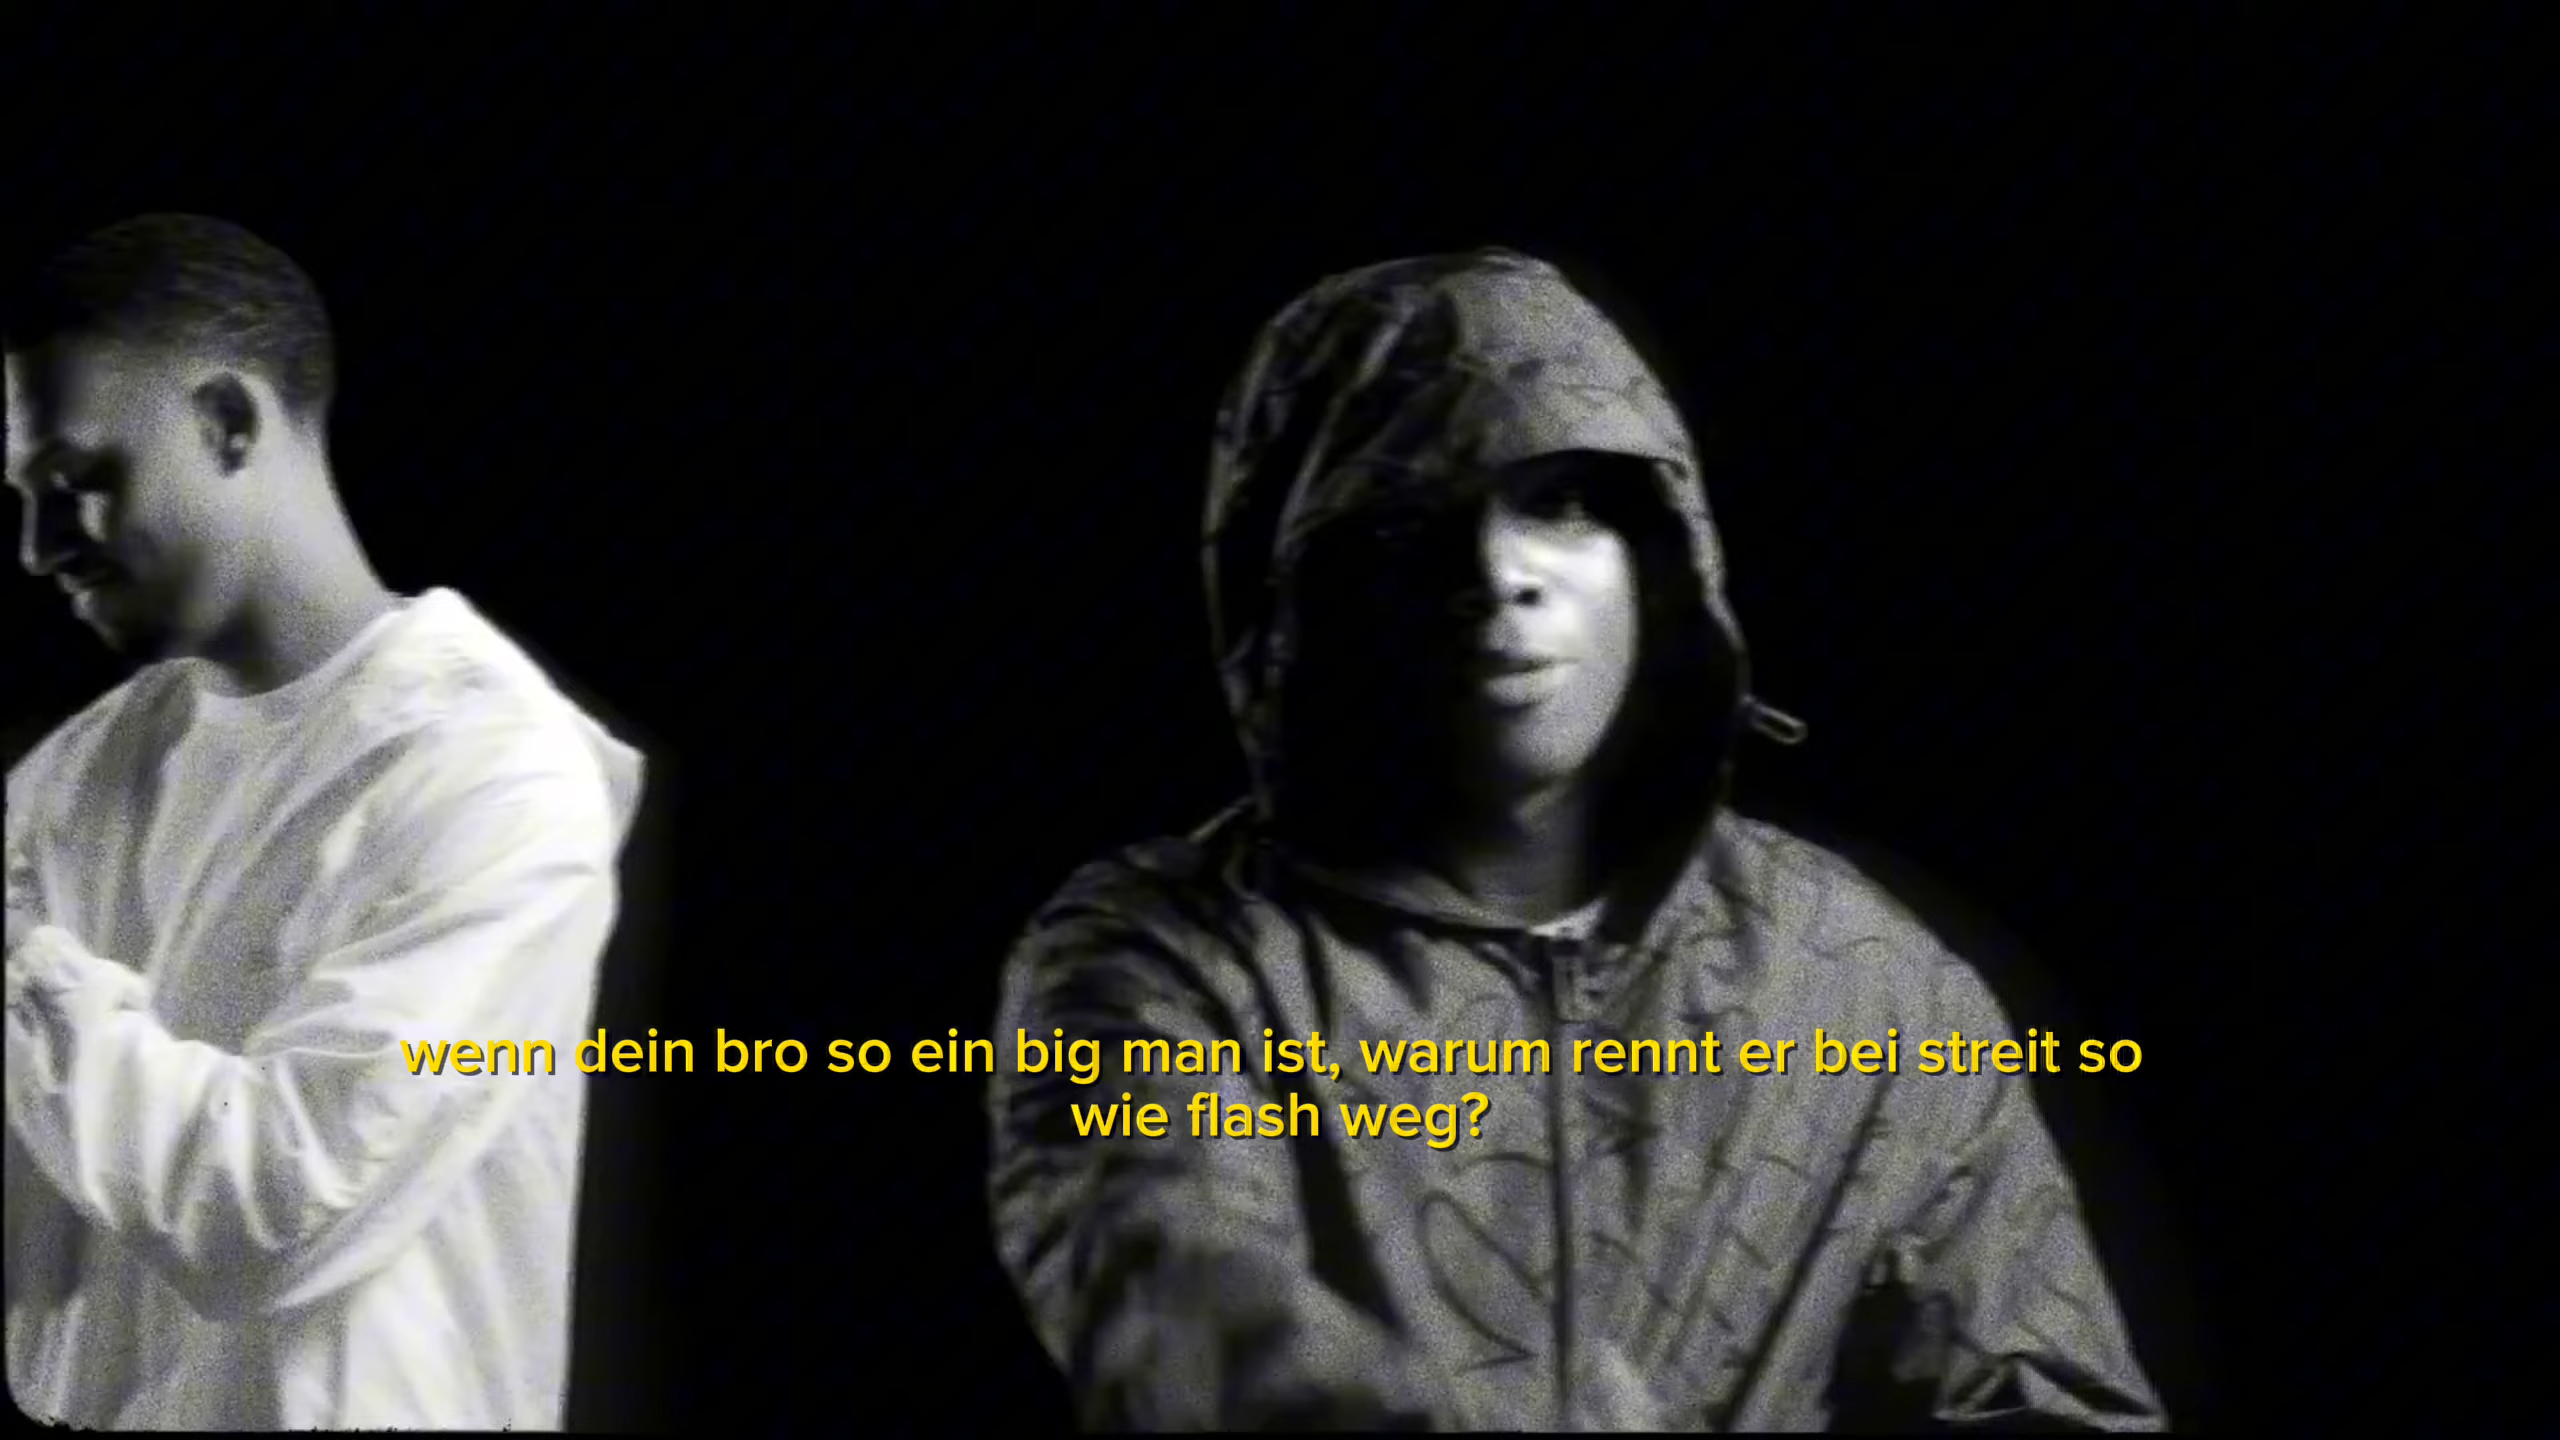 wenn dein bro so ein big man ist, warum rennt er bei streit so
wie flash weg?